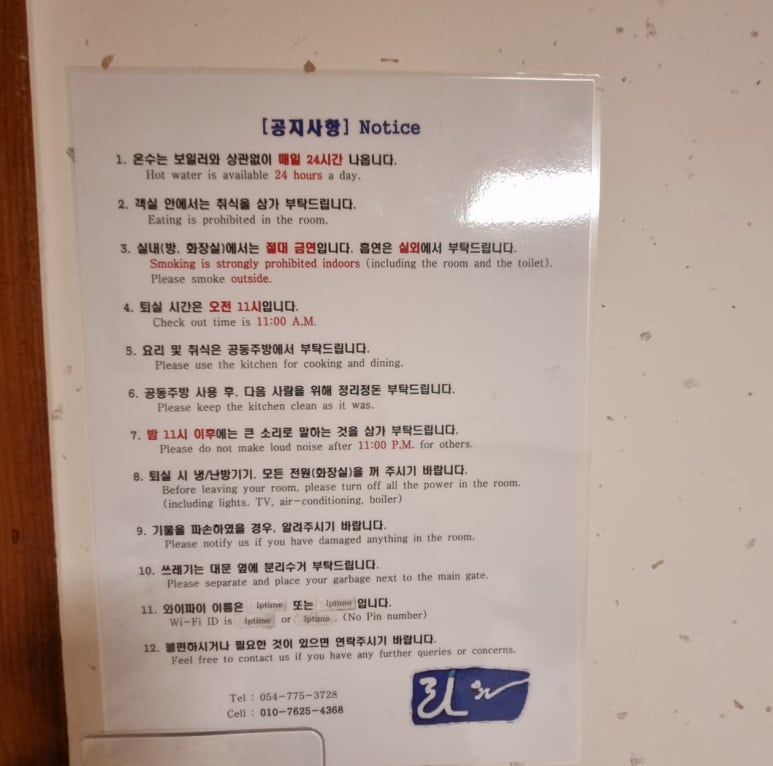 [공지사항] Notice
1. 온수는 보일러와 상관없이 매일 24시간 나옵니다.
Hot water is available 24 hours a day.
2. 객실 안에서는 취식을 삼가 부탁드립니다.
Eating is prohibited in the room.
3. 실내(방, 화장실)에서는 절대 금연입니다. 흡연은 실외에서 부탁드립니다.
Smoking is strongly prohibited indoors (including the room and the toilet).
Please smoke outside.
4. 퇴실 시간은 오전 11시입니다.
Check out time is 11:00 A.M.
5. 요리 및 취식은 공동주방에서 부탁드립니다.
Please use the kitchen for cooking and dining.
6. 공동주방 사용 후, 다음 사람을 위해 정리정돈 부탁드립니다.
Please keep the kitchen clean as it was.
7. 밤 11시 이후에는 큰 소리로 말하는 것을 삼가 부탁드립니다.
Please do not make loud noise after 11:00 P.M. for others.
8. 퇴실 시 냉/난방기기, 모든 전원(화장실)을 꺼 주시기 바랍니다.
Before leaving your room, please turn off all the power in the room.
(including lights, TV, air-conditioning, boiler)
9. 기물을 파손하였을 경우, 알려주시기 바랍니다.
Please notify us if you have damaged anything in the room.
10. 쓰레기는 대문 옆에 분리수거 부탁드립니다.
Please separate and place your garbage next to the main gate.
11. 와이파이 이름은 Iptime 또는 Iptime 입니다.
Wi-Fi ID is Iptime or Iptime . (No Pin number)
12. 불편하시거나 필요한 것이 있으면 연락주시기 바랍니다.
Feel free to contact us if you have any further queries or concerns.
Tel : 054-775-3728
Cell : 010-7625-4368